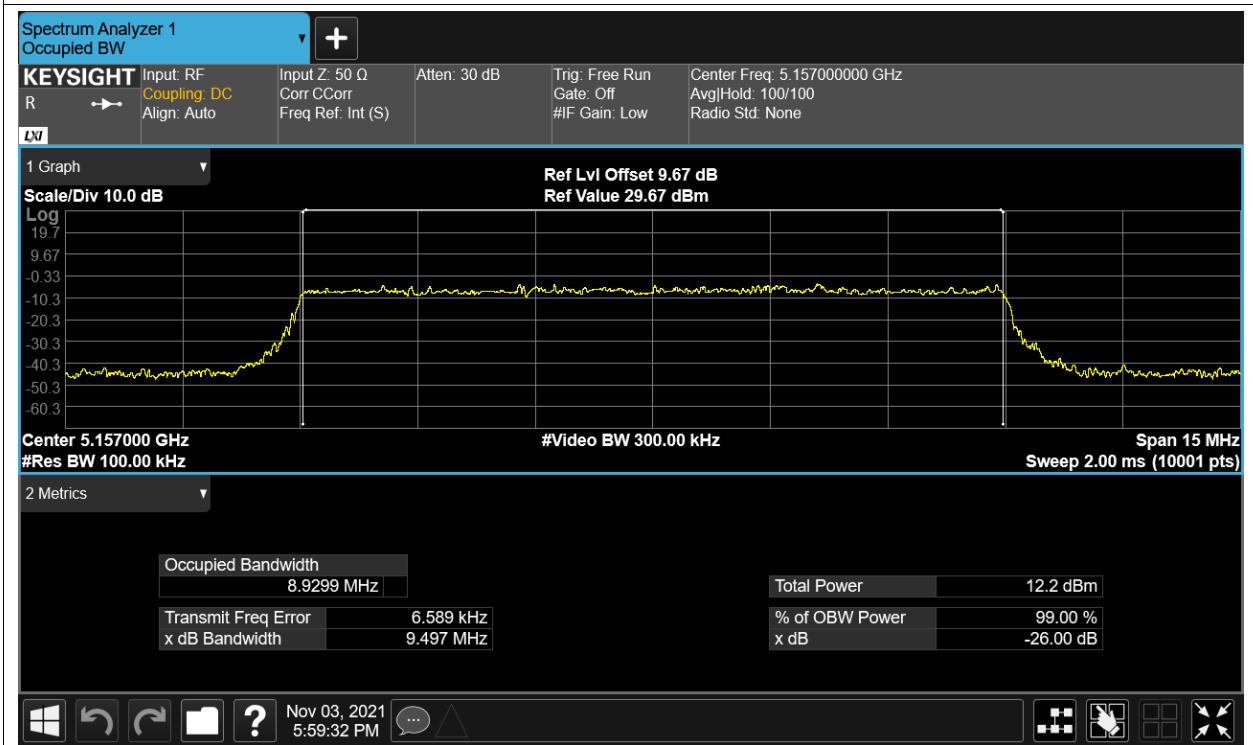 Spectrum Analyzer 1
Occupied BW
KEYSIGHT Input: RF Input Z: 50 Ω Atten: 30 dB Trig: Free Run Center Freq: 5.157000000 GHz
R Coupling: DC Corr CCorr Gate: Off Avg|Hold: 100/100
Align: Auto Freq Ref: Int (S) #IF Gain: Low Radio Std: None
LXI
1 Graph
Ref Lvl Offset 9.67 dB
Scale/Div 10.0 dB Ref Value 29.67 dBm
Log
19.7
9.67
-0.33
-10.3
-20.3
-30.3
-40.3
-50.3
-60.3
Center 5.157000 GHz #Video BW 300.00 kHz Span 15 MHz
#Res BW 100.00 kHz Sweep 2.00 ms (10001 pts)
2 Metrics
Occupied Bandwidth
8.9299 MHz Total Power 12.2 dBm
Transmit Freq Error 6.589 kHz % of OBW Power 99.00 %
x dB Bandwidth 9.497 MHz x dB -26.00 dB
? Nov 03, 2021
5:59:32 PM